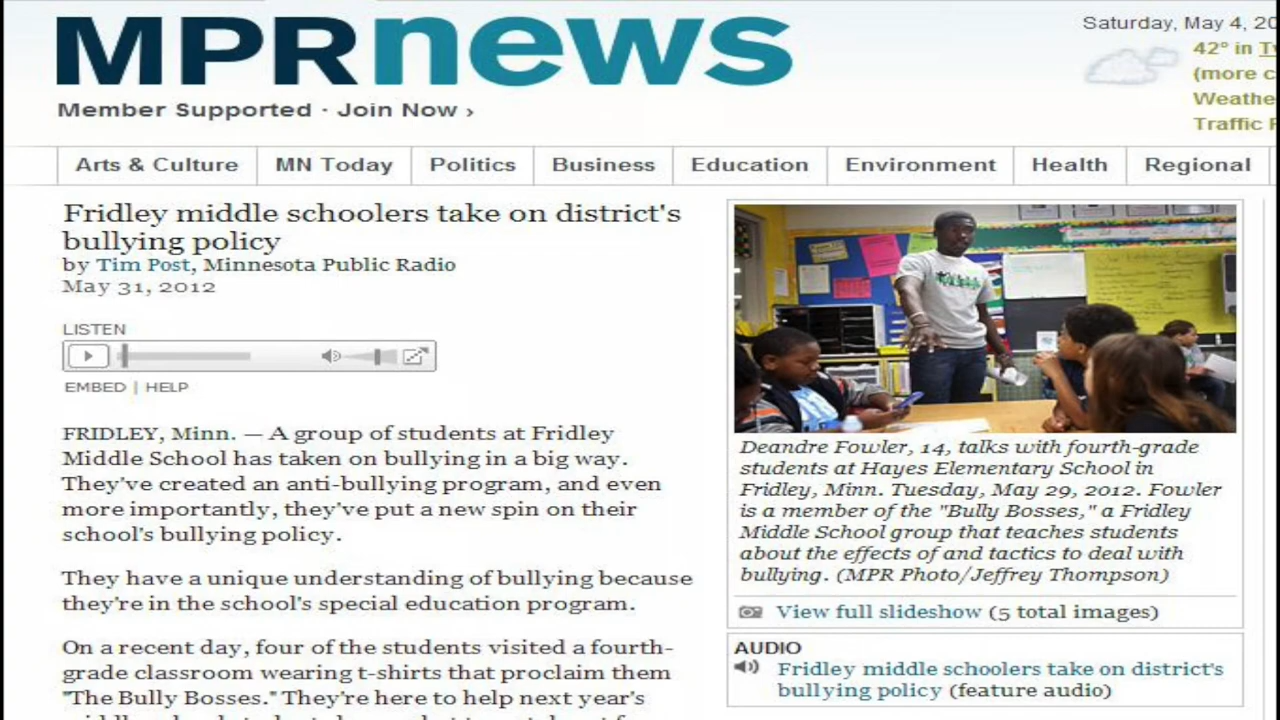 MPRnews
Member Supported · Join Now ›
Saturday, May 4,
42° in
(more
Traffic
Arts & Culture
MN Today
Politics
Business
Education
Environment
Health
Regional
Fridley middle schoolers take on district's
bullying policy
by Tim Post, Minnesota Public Radio
May 31, 2012
LISTEN
EMBED | HELP
FRIDLEY, Minn. — A group of students at Fridley
Middle School has taken on bullying in a big way.
They've created an anti-bullying program, and even
more importantly, they've put a new spin on their
school's bullying policy.
They have a unique understanding of bullying because
they're in the school's special education program.
On a recent day, four of the students visited a fourth-
grade classroom wearing t-shirts that proclaim them
"The Bully Bosses." They're here to help next year's
Deandre Fowler, 14, talks with fourth-grade
students at Hayes Elementary School in
Fridley, Minn. Tuesday, May 29, 2012. Fowler
is a member of the "Bully Bosses," a Fridley
Middle School group that teaches students
about the effects of and tactics to deal with
bullying. (MPR Photo/Jeffrey Thompson)
View full slideshow (5 total images)
AUDIO
Fridley middle schoolers take on district's
bullying policy (feature audio)